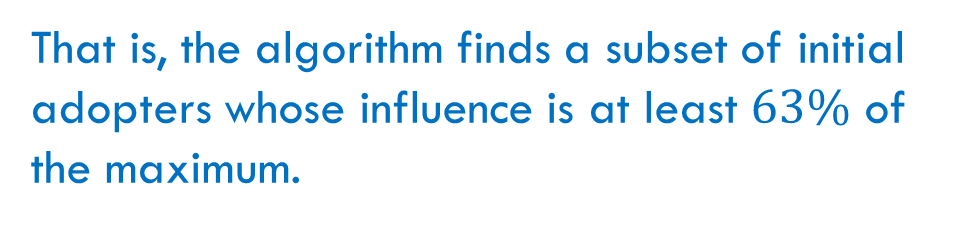 That is, the algorithm finds a subset of initial
adopters whose influence is at least 63% of
the maximum.